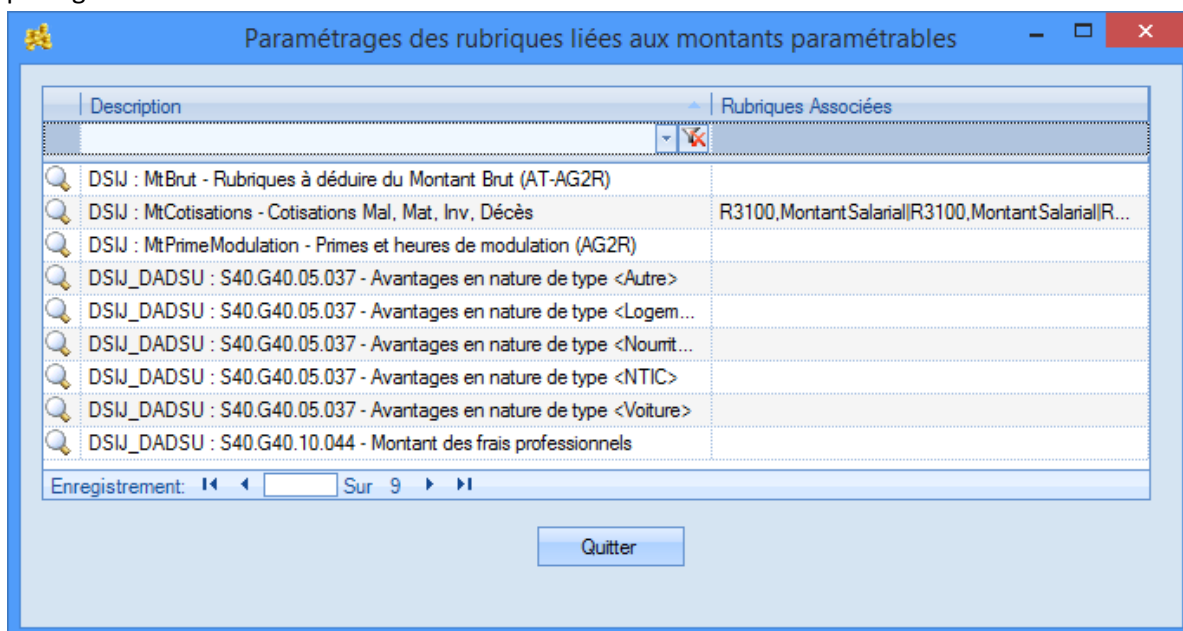 Paramétrages des rubriques liées aux montants paramétrables
Description Rubriques Associées
DSIJ : MtBrut - Rubriques à déduire du Montant Brut (AT-AG2R)
DSIJ : MtCotisations - Cotisations Mal, Mat, Inv, Décès R3100,MontantSalarial|R3100,MontantSalarial|R...
DSIJ : MtPrimeModulation - Primes et heures de modulation (AG2R)
DSIJ_DADSU : S40.G40.05.037 - Avantages en nature de type <Autre>
DSIJ_DADSU : S40.G40.05.037 - Avantages en nature de type <Logem...
DSIJ_DADSU : S40.G40.05.037 - Avantages en nature de type <Nourrit...
DSIJ_DADSU : S40.G40.05.037 - Avantages en nature de type <NTIC>
DSIJ_DADSU : S40.G40.05.037 - Avantages en nature de type <Voiture>
DSIJ_DADSU : S40.G40.10.044 - Montant des frais professionnels
Enregistrement: Sur 9
Quitter